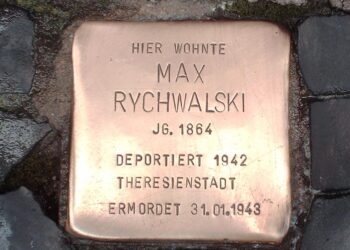 HIER WOHNTE
MAX
RYCHWALSKI
JG. 1864
DEPORTIERT 1942
THERESIENSTADT
ERMORDET 31.01.1943